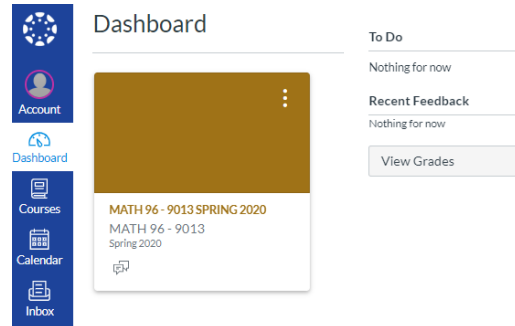 Account
Dashboard
Courses
Calendar
Inbox
Dashboard
MATH 96 - 9013 SPRING 2020
MATH 96 - 9013
Spring 2020
To Do
Nothing for now
Recent Feedback
Nothing for now
View Grades